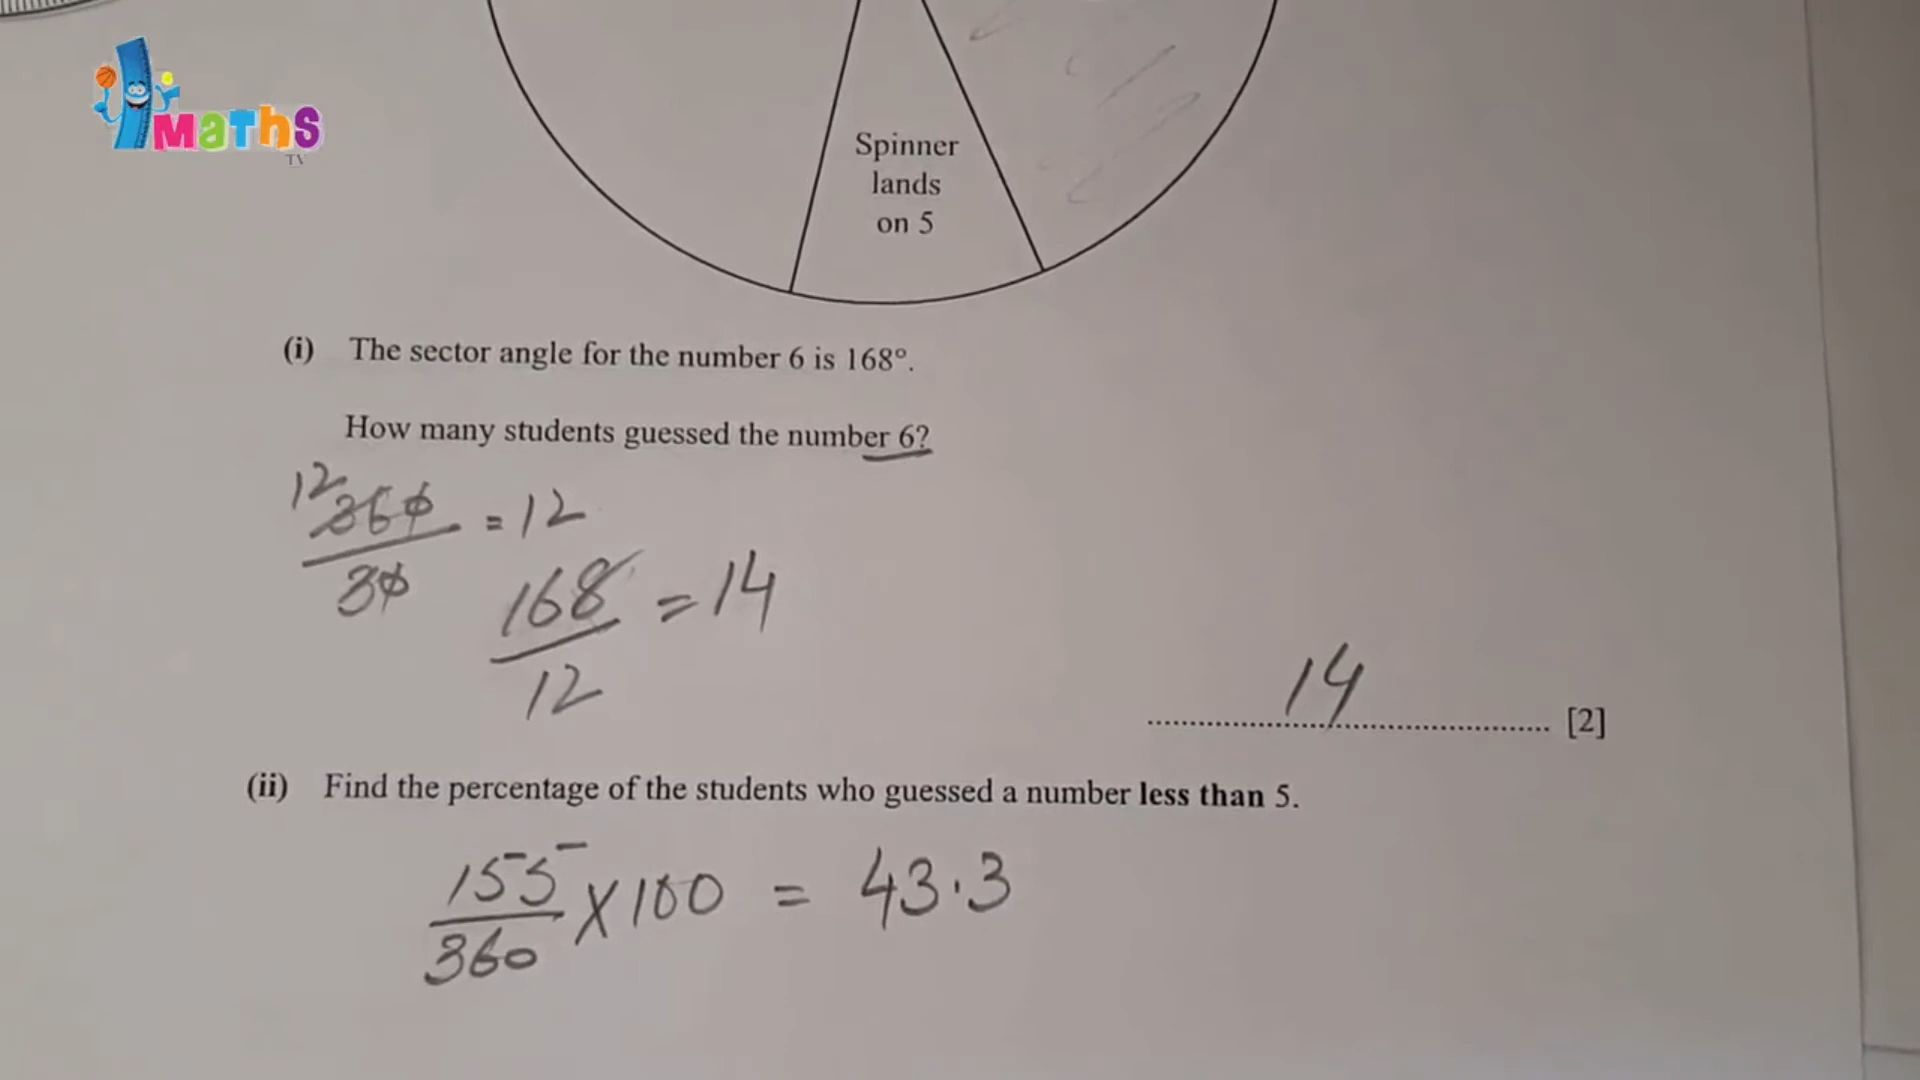 Maths
TV
Spinner
lands
on 5
(i) The sector angle for the number 6 is 168°.
How many students guessed the number 6?
12
360/30 = 12
168/12 = 14
14
[2]
(ii) Find the percentage of the students who guessed a number less than 5.
155/360 × 100 = 43.3